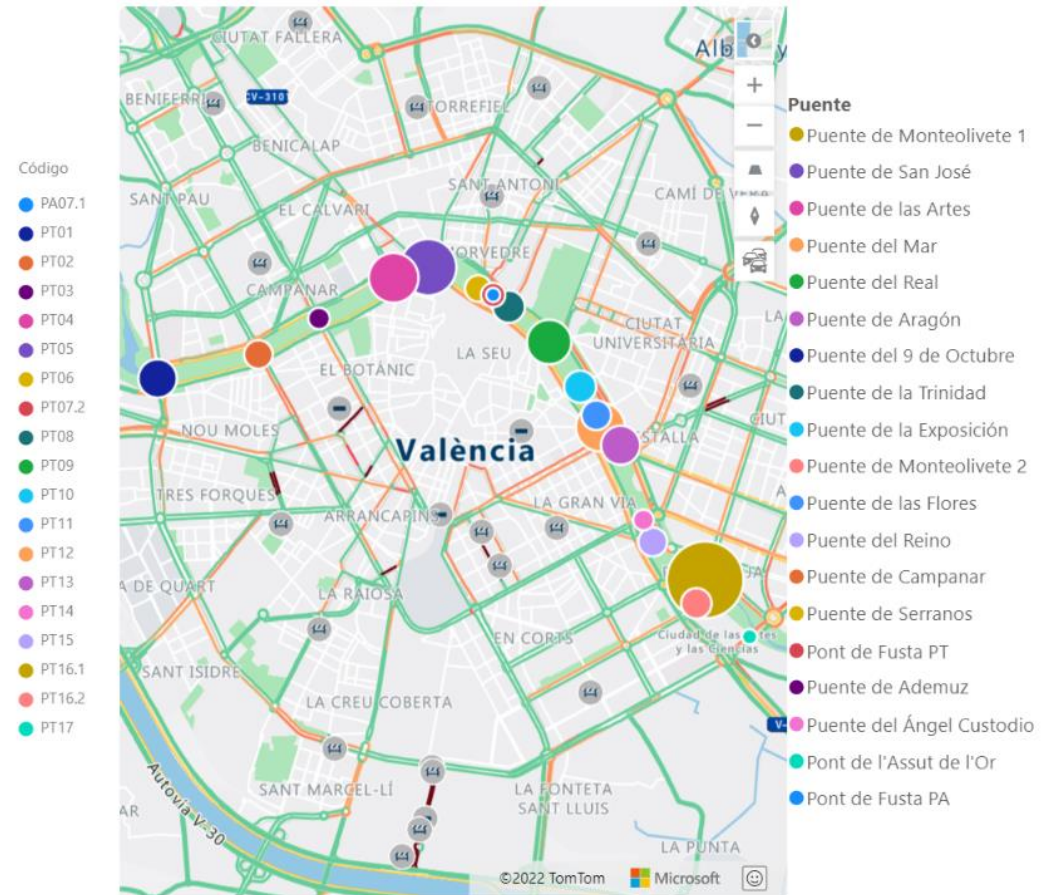 Código
PA07.1
PT01
PT02
PT03
PT04
PT05
PT06
PT07.2
PT08
PT09
PT10
PT11
PT12
PT13
PT14
PT15
PT16.1
PT16.2
PT17
CIUTAT FALLERA
BENIFERRI
CV-310
TORREFIEL
BENICALAP
SANT PAU
SANT ANTONI
EL CALVARI
CAMÍ DE VERA
ORVEDRE
CAMPANAR
CIUTAT
UNIVERSITÀRIA
LA SEU
EL BOTÀNIC
NOU MOLES
València
TRES FORQUES
LA GRAN VIA
ARRANCAPINS
A DE QUART
LA RAIOSA
EN CORTS
Ciudad de las
y las Ciencias
SANT ISIDRE
LA CREU COBERTA
SANT MARCEL-LÍ
LA FONTETA
SANT LLUIS
Autovía V-30
LA PUNTA
©2022 TomTom
Microsoft
Puente
Puente de Monteolivete 1
Puente de San José
Puente de las Artes
Puente del Mar
Puente del Real
Puente de Aragón
Puente del 9 de Octubre
Puente de la Trinidad
Puente de la Exposición
Puente de Monteolivete 2
Puente de las Flores
Puente del Reino
Puente de Campanar
Puente de Serranos
Pont de Fusta PT
Puente de Ademuz
Puente del Ángel Custodio
Pont de l'Assut de l'Or
Pont de Fusta PA